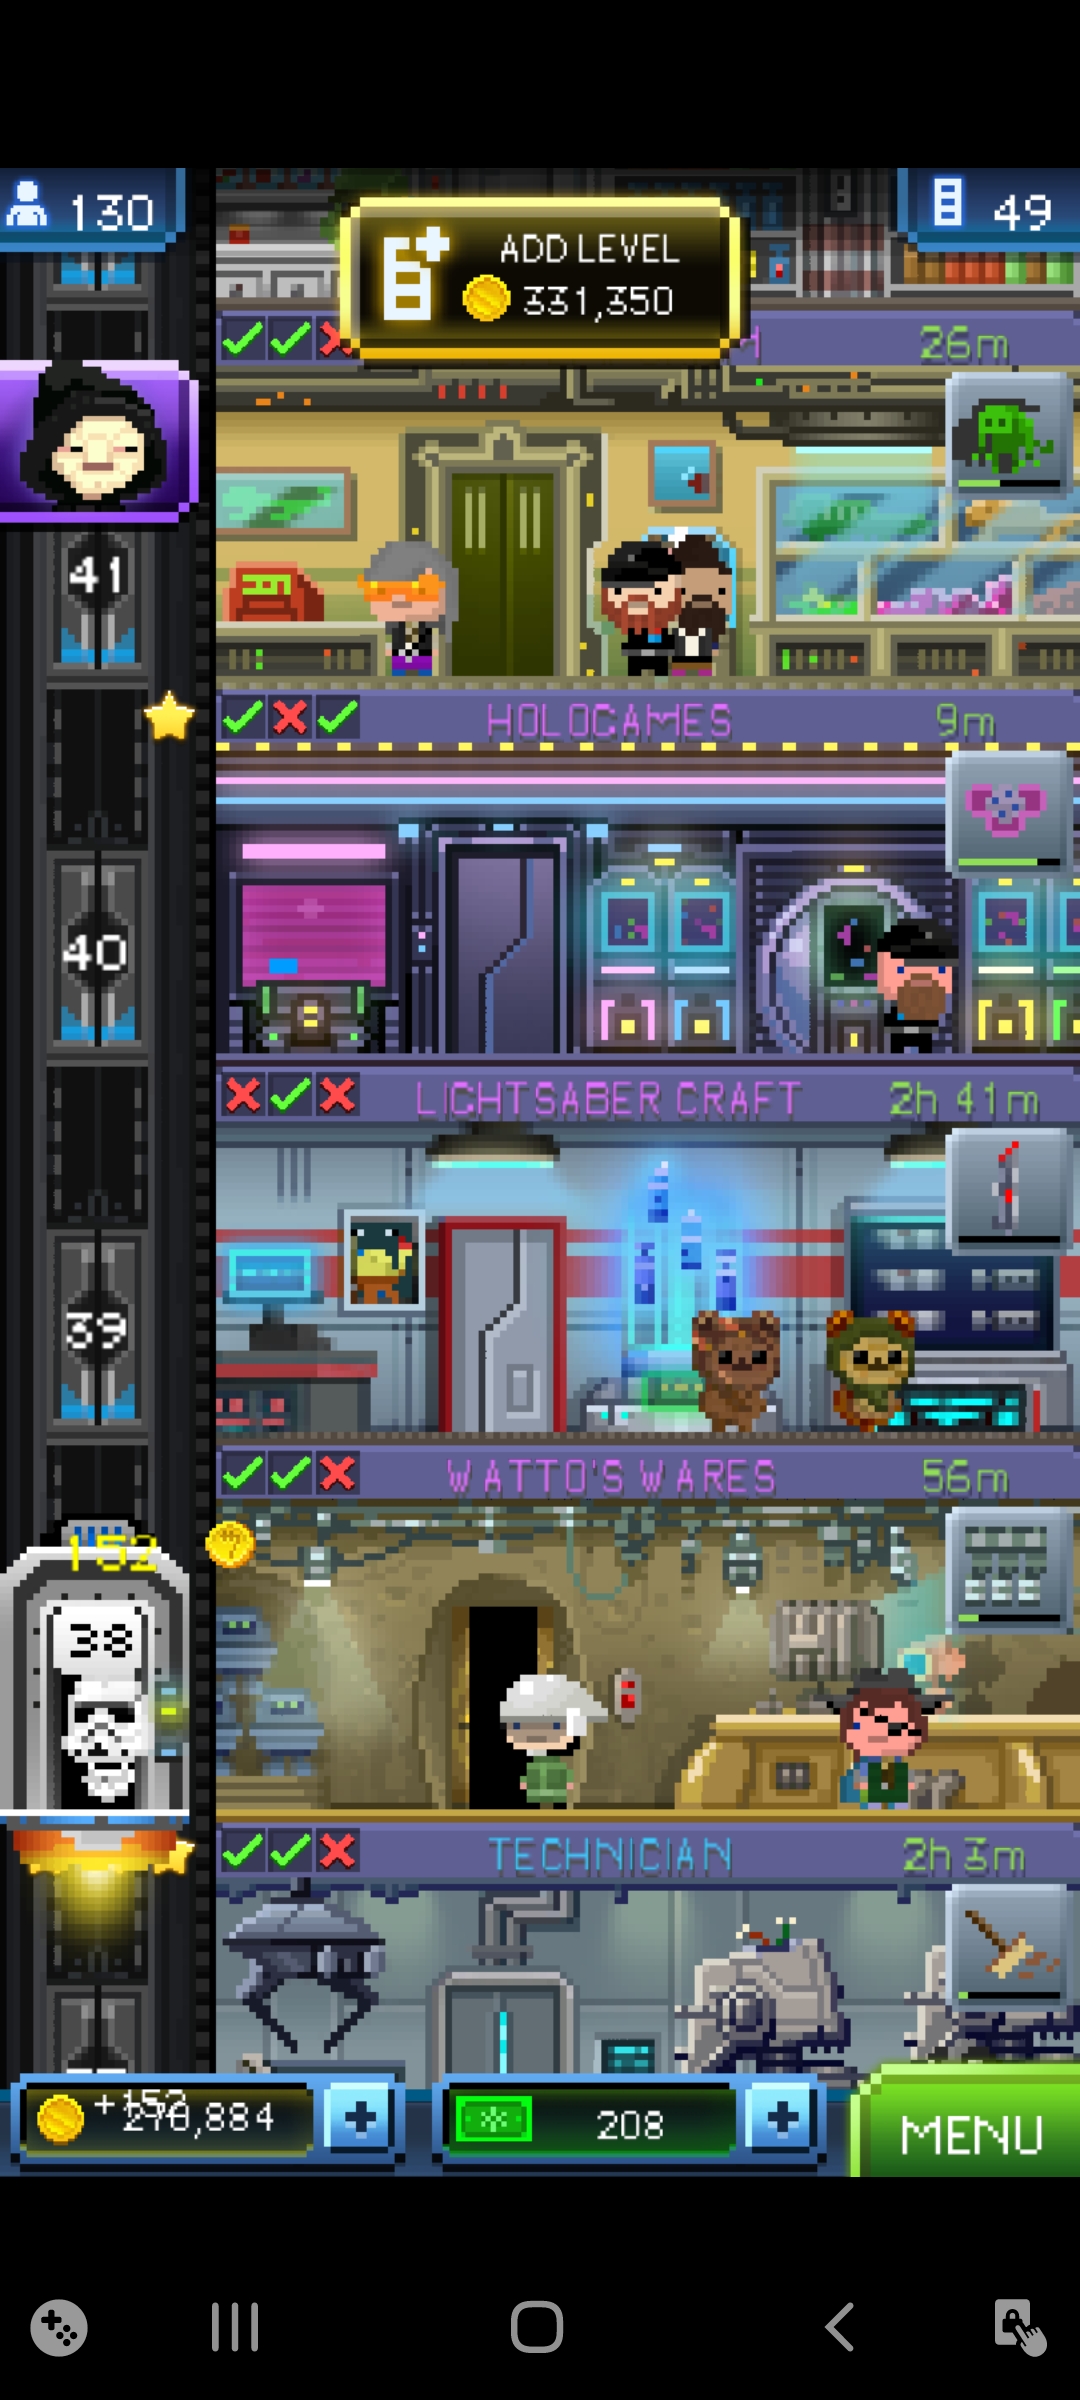 130
49
ADD LEVEL
331,350
26m
41
HOLOGAMES
9m
40
LIGHTSABER CRAFT
2h 41m
39
WATTO'S WARES
56m
152
38
TECHNICIAN
2h 3m
+152
270,884
208
MENU